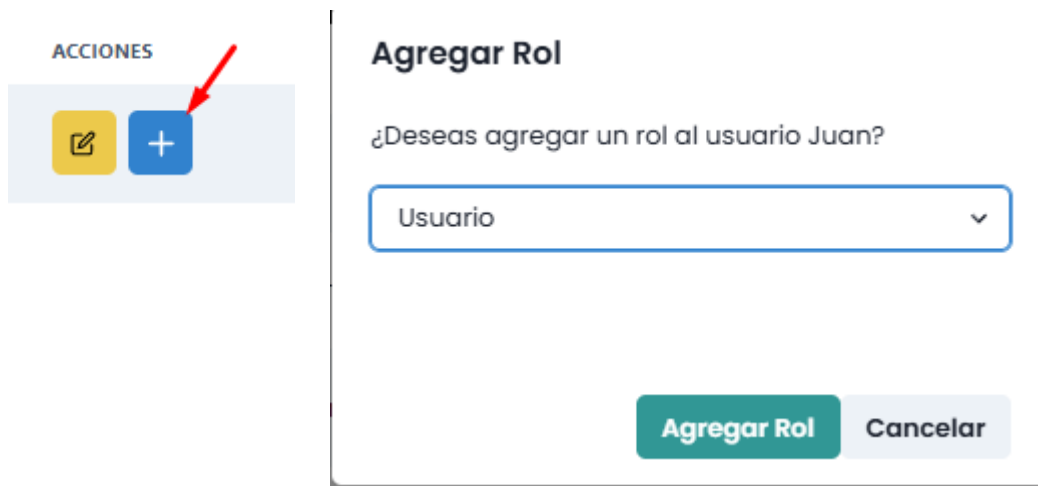 ACCIONES
Agregar Rol
¿Deseas agregar un rol al usuario Juan?
Usuario
Agregar Rol
Cancelar